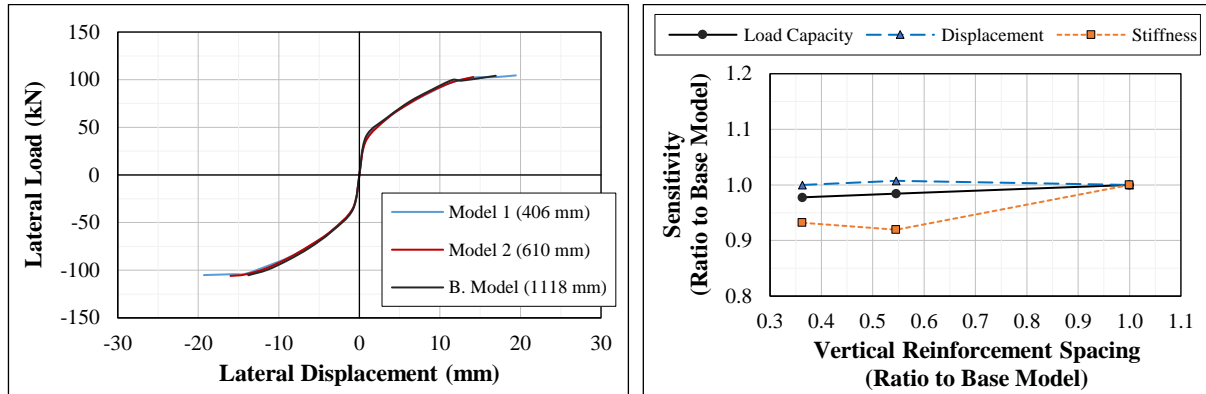 150
100
50
0
-50
-100
-150
-30
-20
-10
0
10
20
30
Lateral Load (kN)
Lateral Displacement (mm)
Model 1 (406 mm)
Model 2 (610 mm)
B. Model (1118 mm)
Load Capacity
Displacement
Stiffness
1.2
1.1
1.0
0.9
0.8
0.3
0.4
0.5
0.6
0.7
0.8
0.9
1.0
1.1
Sensitivity
(Ratio to Base Model)
Vertical Reinforcement Spacing
(Ratio to Base Model)